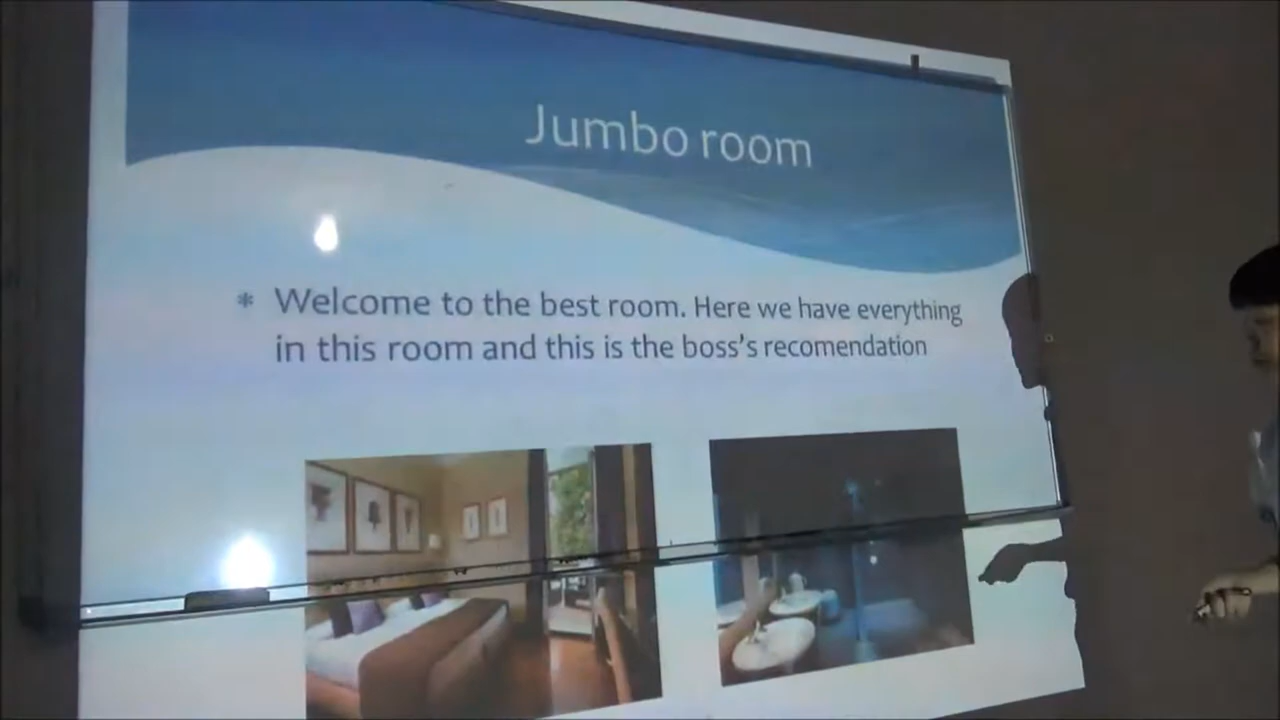 Jumbo room
* Welcome to the best room. Here we have everything
in this room and this is the boss's recomendation